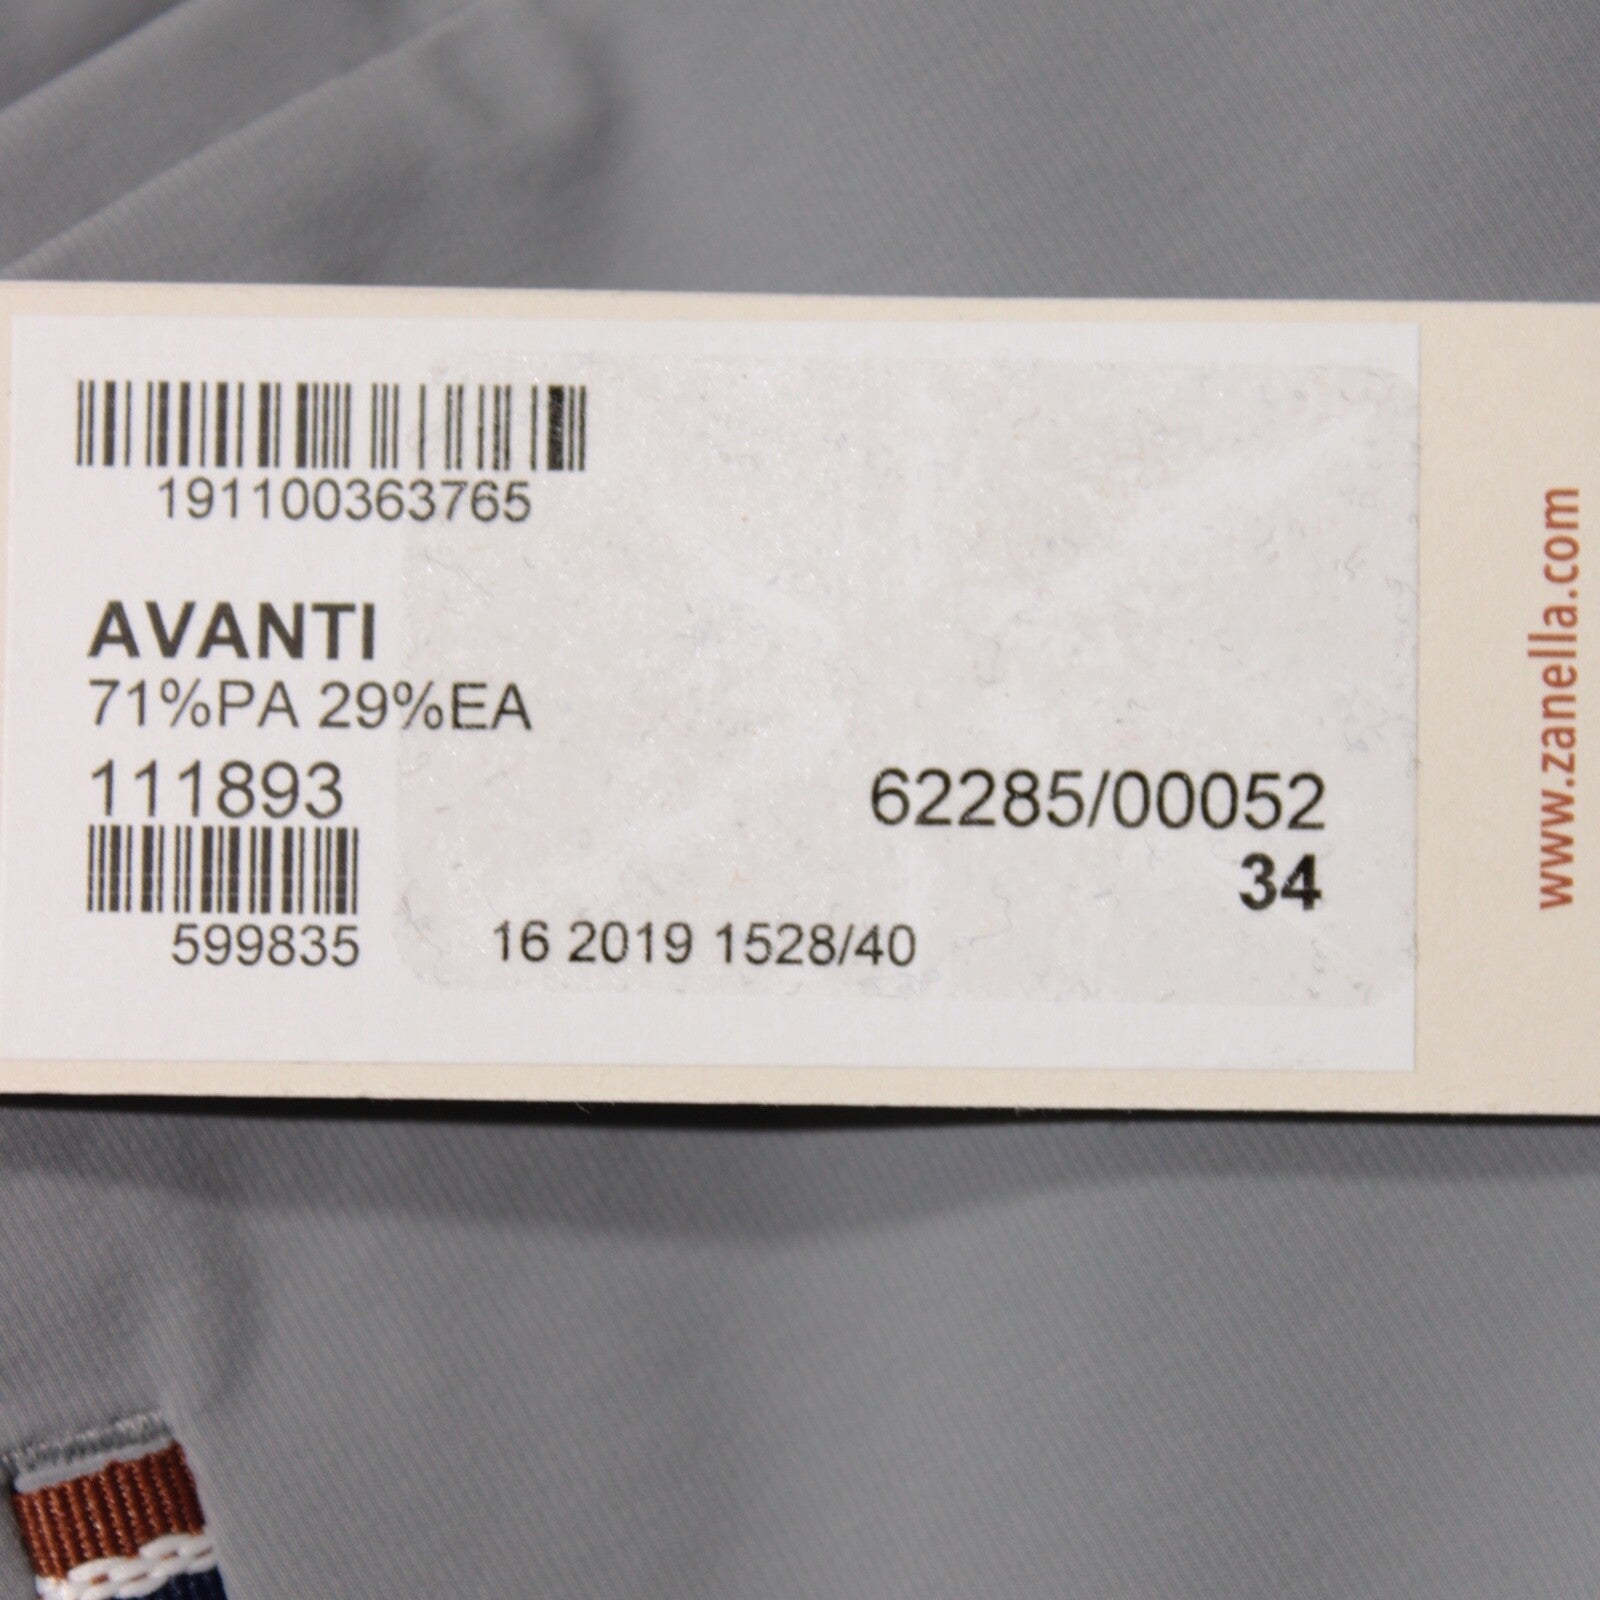 191100363765
AVANTI
71%PA 29%EA
111893
62285/00052
34
599835
16 2019 1528/40
www.zanella.com